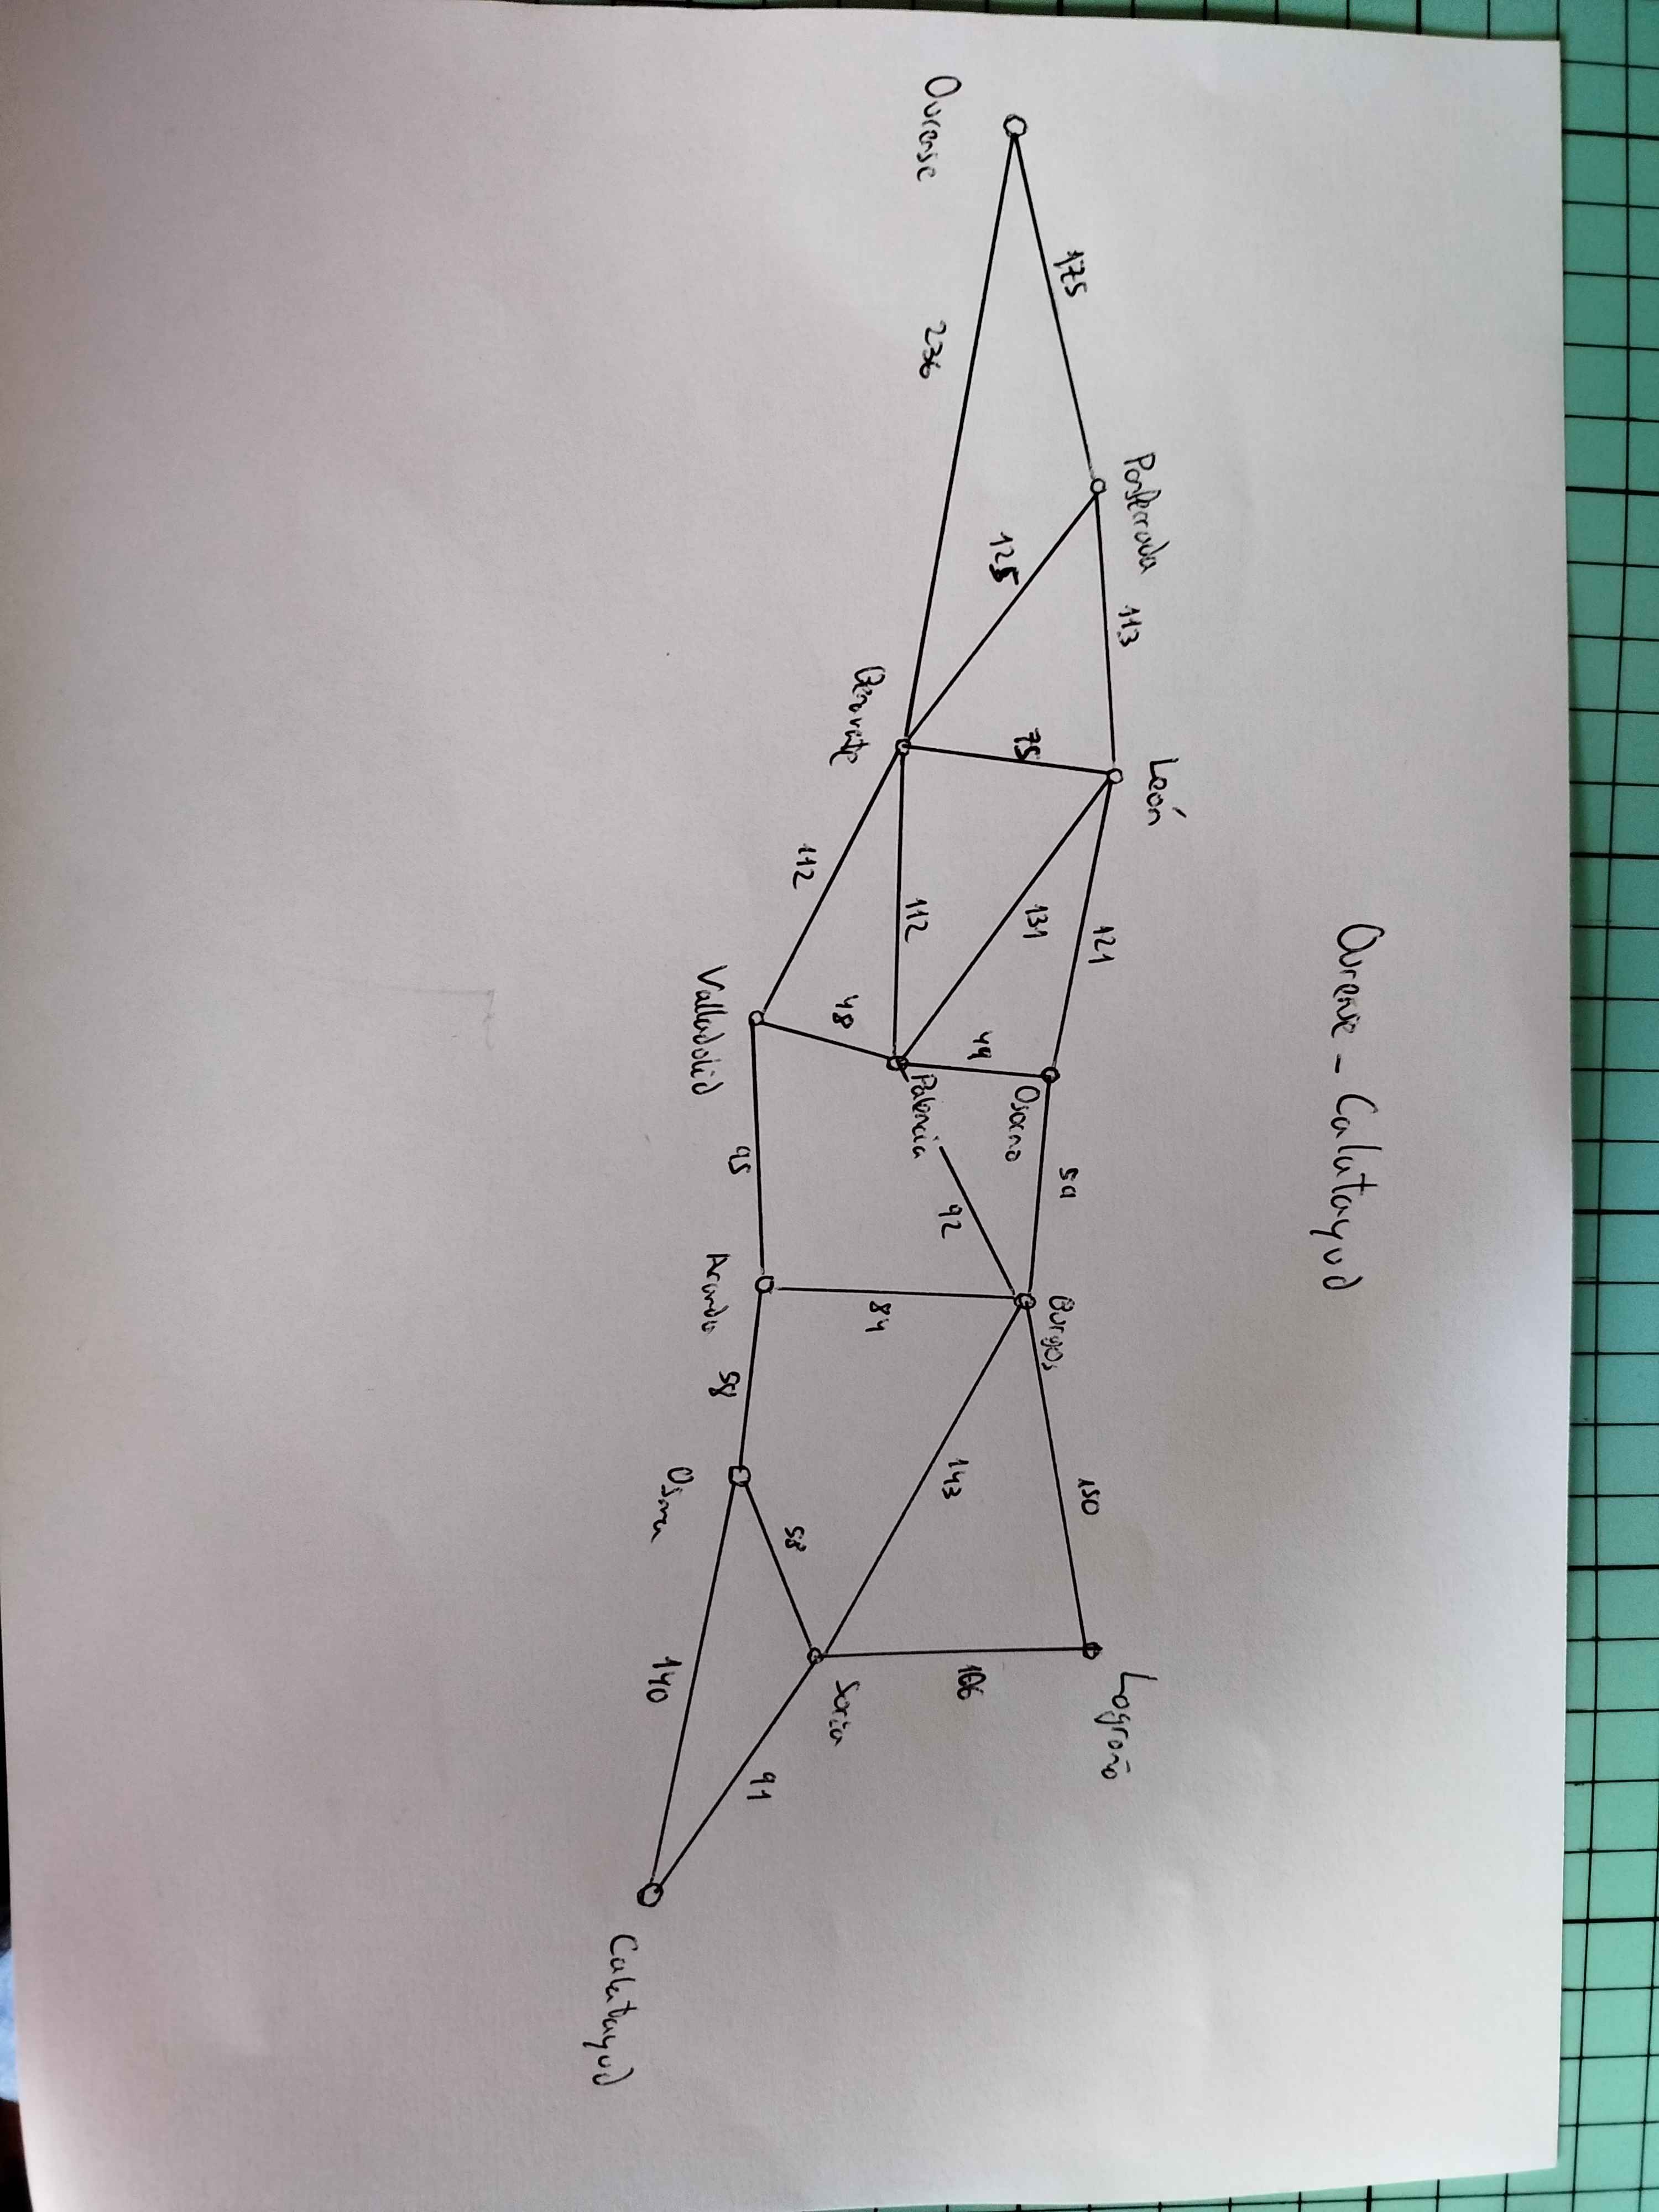 Ourense - Calatayud
León
Ponferrada
113
Logroño
121
150
175
59
Burgos
131
75
Osorno
125
49
106
92
143
Ourense
236
112
Palencia
84
Benavente
48
Soria
112
58
91
95
58
Valladolid
Aranda
Osma
140
Calatayud